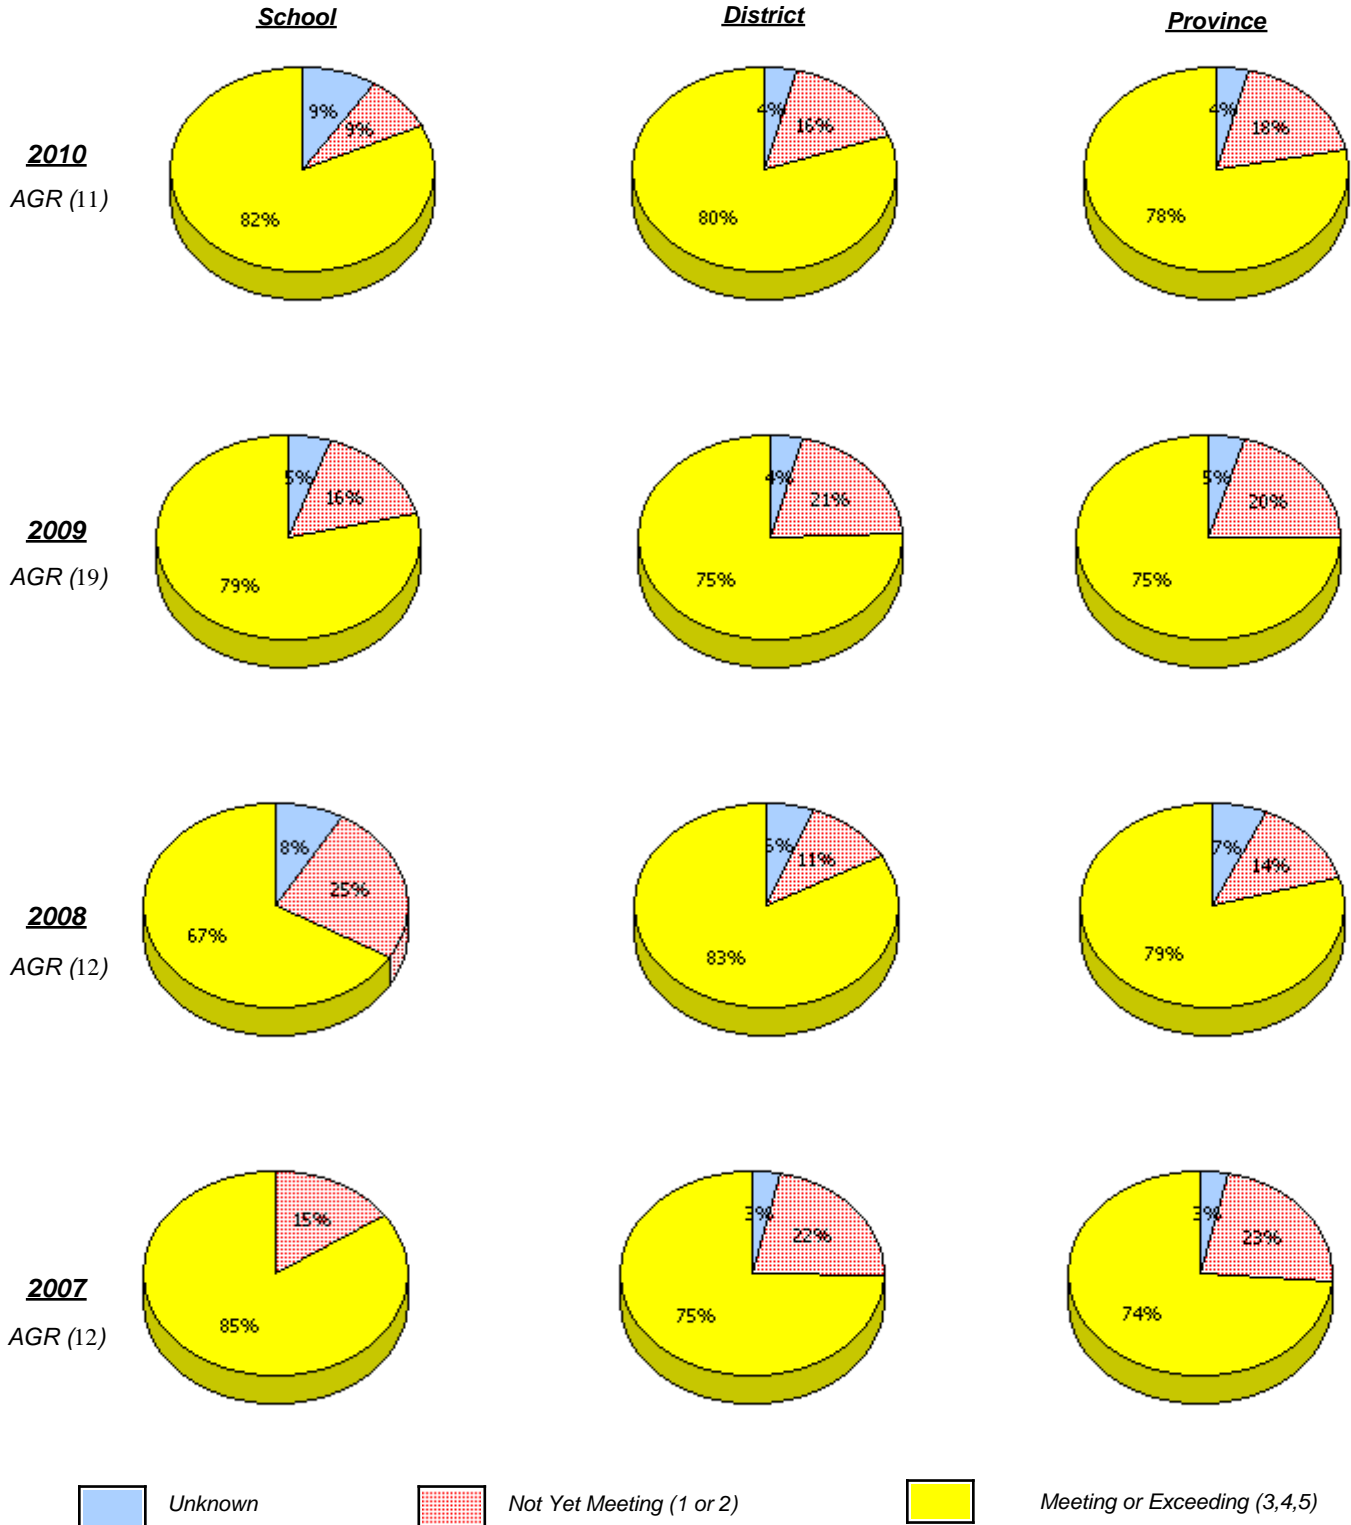 School District Province
9% 9% 82%
4% 16% 80%
4% 18% 78%
2010
AGR (11)
5% 16% 79%
4% 21% 75%
5% 20% 75%
2009
AGR (19)
8% 25% 67%
11% 83%
7% 14% 79%
2008
AGR (12)
15% 85%
3% 22% 75%
3% 23% 74%
2007
AGR (12)
Unknown Not Yet Meeting (1 or 2) Meeting or Exceeding (3,4,5)